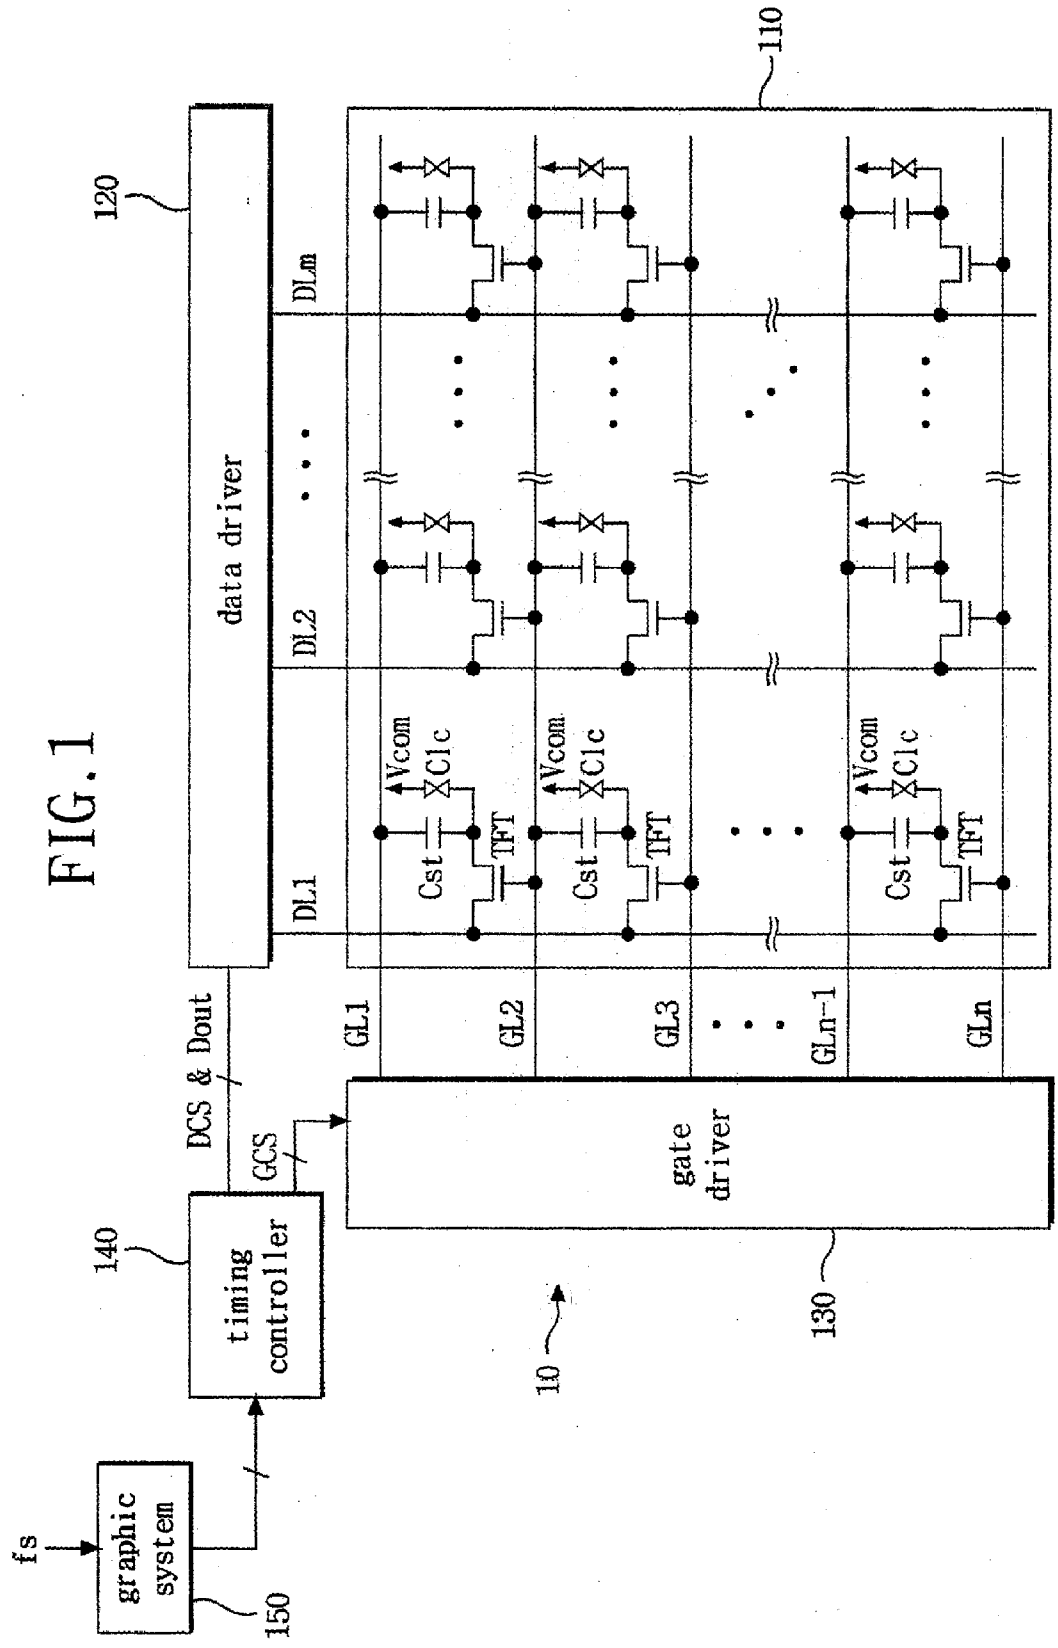 FIG.1
fs
graphic
system
150
140
timing
controller
DCS & Dout
GCS
120
data driver
DL1
DL2
DLm
110
10
130
gate
driver
GL1
GL2
GL3
GLn-1
GLn
Vcom
Cst
Clc
TFT
Vcom
Cst
Clc
TFT
Vcom
Cst
Clc
TFT